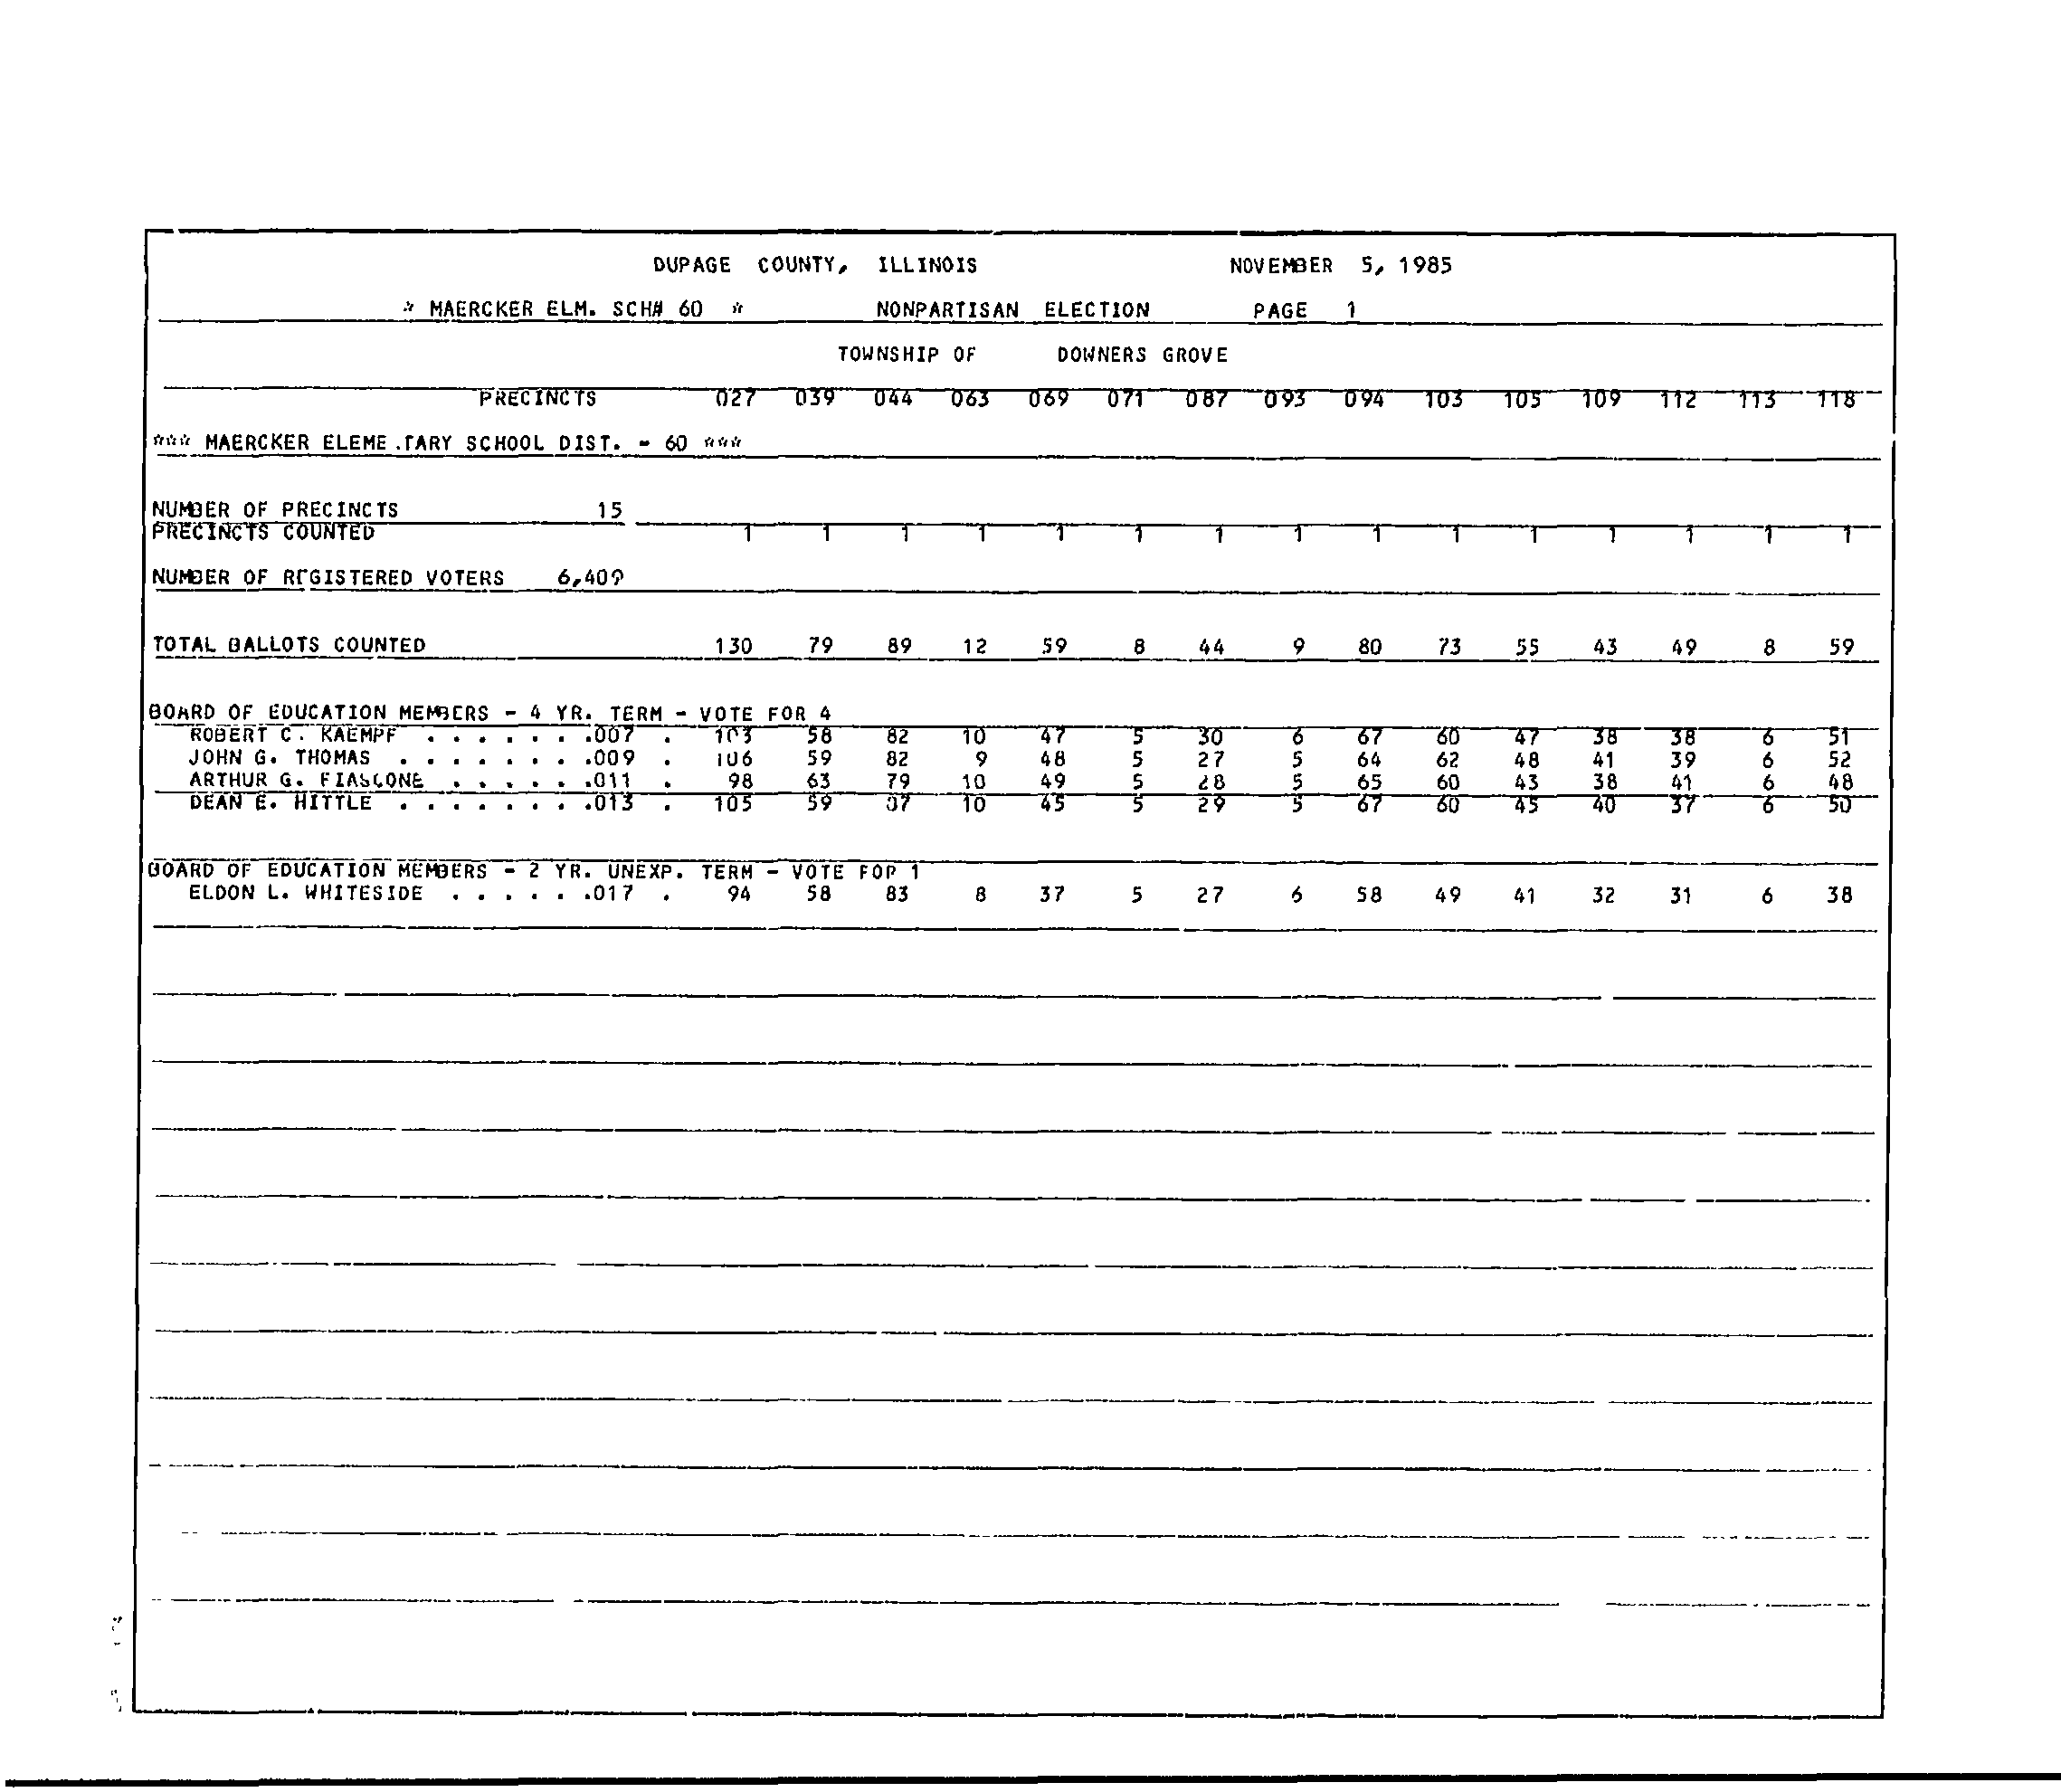 DUPAGE COUNTY, ILLINOIS NOVEMBER 5, 1985
* MAERCKER ELM. SCH# 60 * NONPARTISAN ELECTION PAGE 1
TOWNSHIP OF DOWNERS GROVE
PRECINCTS 027 039 044 063 069 071 087 093 094 103 105 109 112 113 118
*** MAERCKER SCHOOL DIST. - 60 ***
NUMBER OF PRECINCTS 15
PRECINCTS COUNTED 1 1 1 1 1 1 1 1 1 1 1 1 1 1 1
NUMBER OF REGISTERED VOTERS 6,409
TOTAL BALLOTS COUNTED 130 79 89 12 59 8 44 9 80 73 55 43 49 8 59
BOARD OF EDUCATION MEMBERS - 4 YR. TERM - VOTE FOR 4
ROBERT C. KAEMPF . . . . . . .007 . 103 58 82 10 47 5 30 6 67 60 47 38 38 6 51
JOHN G. THOMAS . . . . . . . .009 . 106 59 82 9 48 5 27 5 64 62 48 41 39 6 52
ARTHUR G. FIASCONE . . . . . .011 . 98 63 79 10 49 5 28 5 65 60 43 38 41 6 48
DEAN E. HITTLE . . . . . . . .013 . 105 59 10 45 5 29 5 67 60 45 40 37 6 50
BOARD OF EDUCATION MEMBERS - 2 YR. UNEXP. TERM - VOTE FOR 1
ELDON L. WHITESIDE . . . . . .017 . 94 58 83 8 37 5 27 6 58 49 41 32 31 6 38